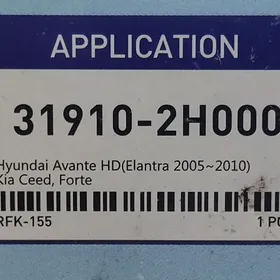 APPLICATION
31910-2H000
Hyundai Avante HD(Elantra 2005~2010)
Kia Ceed, Forte
RFK-155
1 PC